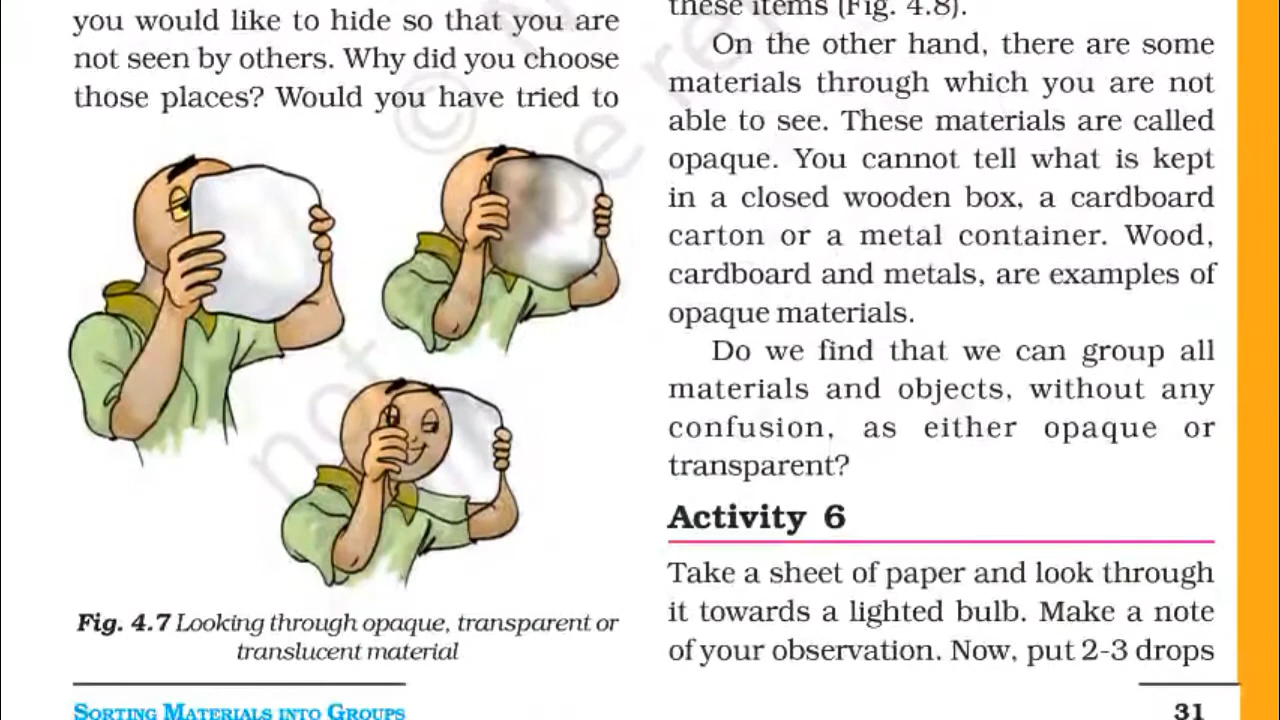 you would like to hide so that you are
not seen by others. Why did you choose
those places? Would you have tried to
Fig. 4.7 Looking through opaque, transparent or
translucent material
these items (Fig. 4.8).
On the other hand, there are some
materials through which you are not
able to see. These materials are called
opaque. You cannot tell what is kept
in a closed wooden box, a cardboard
carton or a metal container. Wood,
cardboard and metals, are examples of
opaque materials.
Do we find that we can group all
materials and objects, without any
confusion, as either opaque or
transparent?
Activity 6
Take a sheet of paper and look through
it towards a lighted bulb. Make a note
of your observation. Now, put 2-3 drops
SORTING MATERIALS INTO GROUPS
31